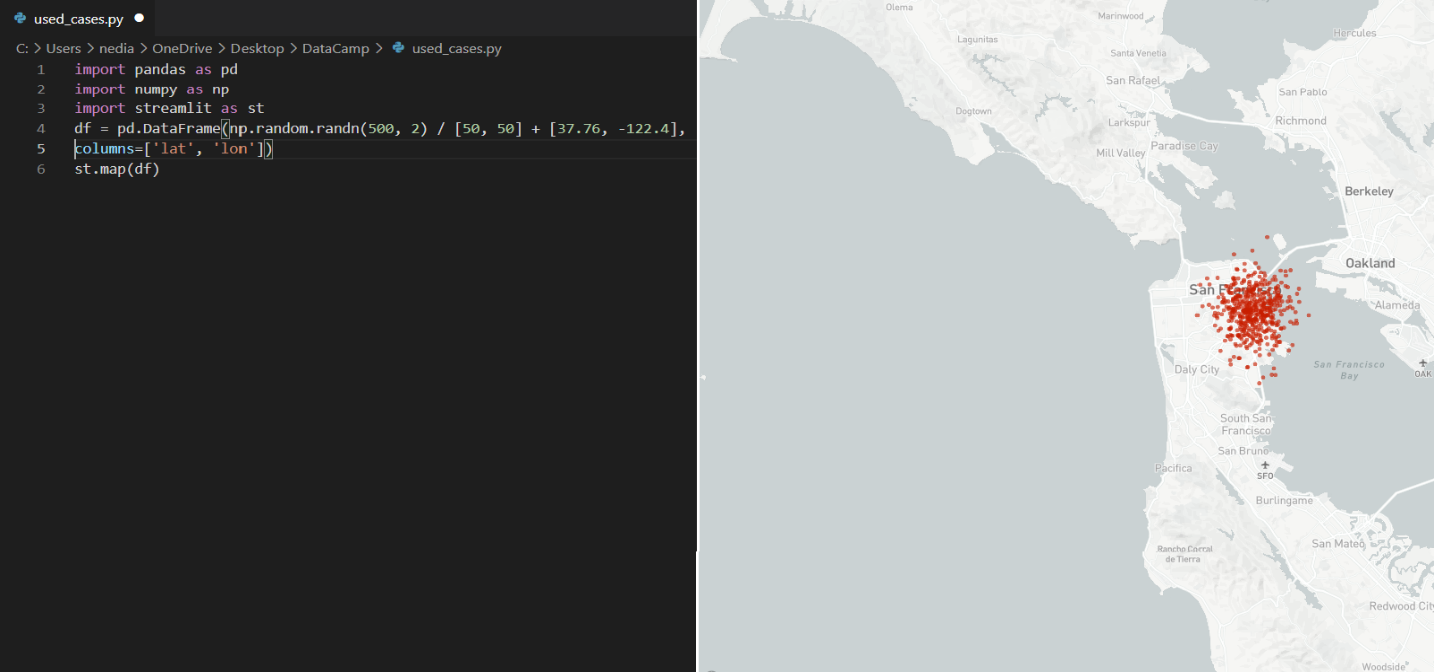 used_cases.py
C: > Users > nedia > OneDrive > Desktop > DataCamp > used_cases.py
1 import pandas as pd
2 import numpy as np
3 import streamlit as st
4 df = pd.DataFrame(np.random.randn(500, 2) / [50, 50] + [37.76, -122.4],
5 columns=['lat', 'lon'])
6 st.map(df)
Olema
Marinwood
Hercules
Lagunitas
Santa Venetia
San Rafael
San Pablo
Dogtown
Larkspur
Richmond
Mill Valley
Paradise Cay
Berkeley
Oakland
San Francisco
Alameda
San Francisco
Bay
OAK
Daly City
South San
Francisco
San Bruno
Pacifica
SFO
Burlingame
San Mateo
Rancho Corral
de Tierra
Redwood City
Woodside